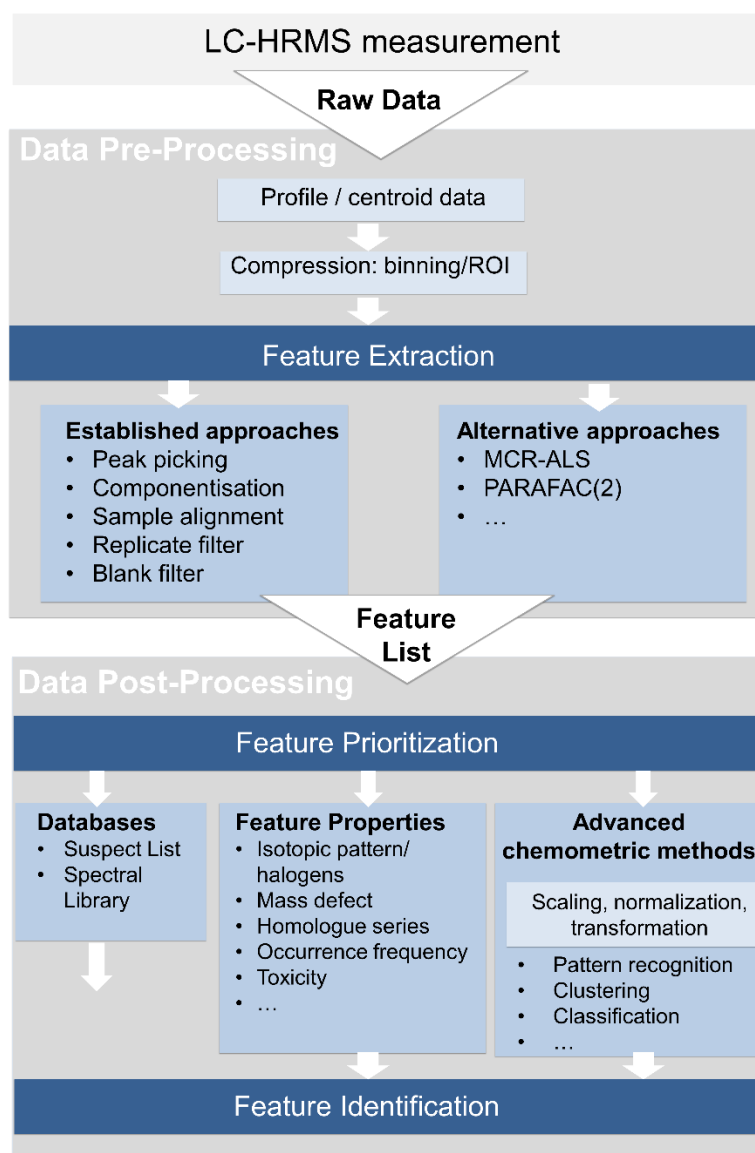 LC-HRMS measurement
Raw Data
Data Pre-Processing
Profile / centroid data
Compression: binning/ROI
Feature Extraction
Established approaches
• Peak picking
• Componentisation
• Sample alignment
• Replicate filter
• Blank filter
Alternative approaches
• MCR-ALS
• PARAFAC(2)
• …
Feature
List
Data Post-Processing
Feature Prioritization
Databases
• Suspect List
• Spectral
Library
Feature Properties
• Isotopic pattern/
halogens
• Mass defect
• Homologue series
• Occurrence frequency
• Toxicity
• …
Advanced
chemometric methods
Scaling, normalization,
transformation
• Pattern recognition
• Clustering
• Classification
• …
Feature Identification